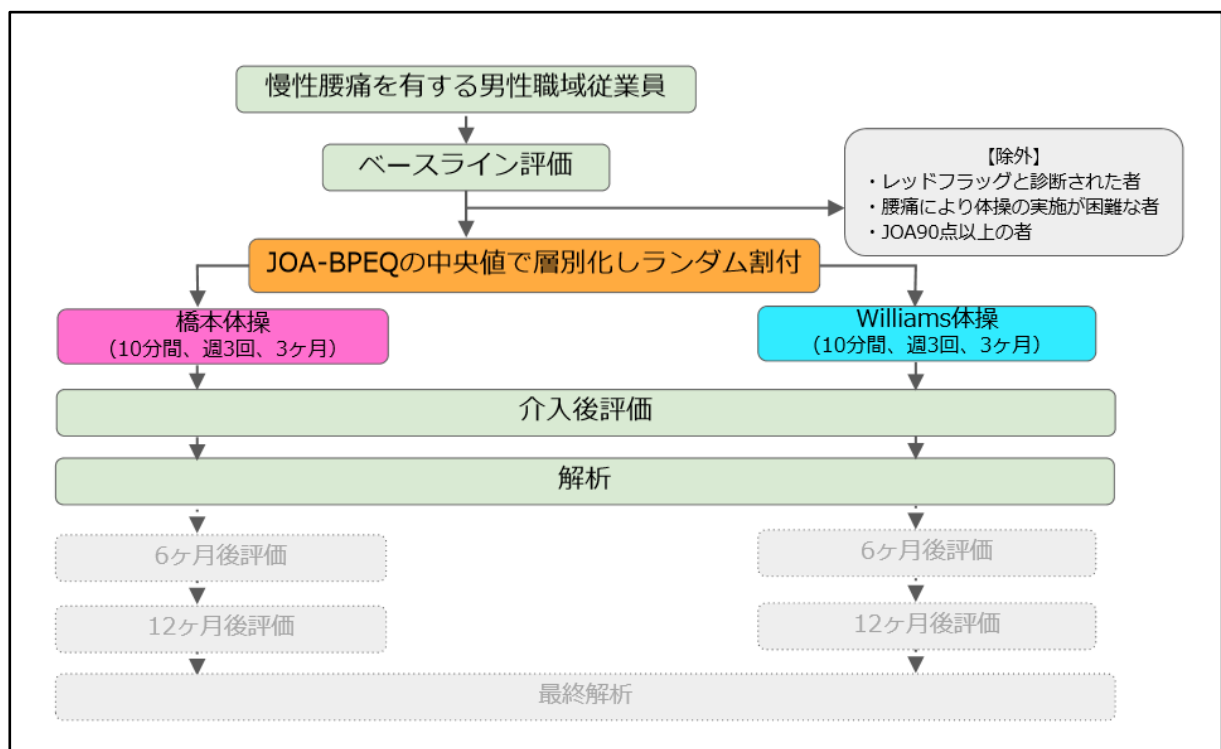 慢性腰痛を有する男性職域従業員
ベースライン評価
【除外】
・レッドフラッグと診断された者
・腰痛により体操の実施が困難な者
・JOA90点以上の者
JOA-BPEQの中央値で層別化しランダム割付
橋本体操
（10分間、週3回、3ヶ月）
Williams体操
（10分間、週3回、3ヶ月）
介入後評価
解析
6ヶ月後評価
6ヶ月後評価
12ヶ月後評価
12ヶ月後評価
最終解析